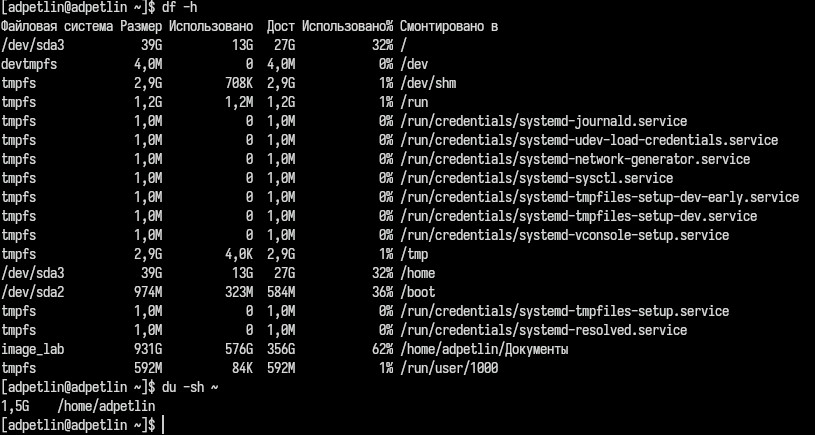 [adpetlin@adpetlin ~]$ df -h
Файловая система Размер Использовано  Дост Использовано% Смонтировано в
/dev/sda3           39G          13G   27G           32% /
devtmpfs           4,0M            0  4,0M            0% /dev
tmpfs              2,9G         708K  2,9G            1% /dev/shm
tmpfs              1,2G         1,2M  1,2G            1% /run
tmpfs              1,0M            0  1,0M            0% /run/credentials/systemd-journald.service
tmpfs              1,0M            0  1,0M            0% /run/credentials/systemd-udev-load-credentials.service
tmpfs              1,0M            0  1,0M            0% /run/credentials/systemd-network-generator.service
tmpfs              1,0M            0  1,0M            0% /run/credentials/systemd-sysctl.service
tmpfs              1,0M            0  1,0M            0% /run/credentials/systemd-tmpfiles-setup-dev-early.service
tmpfs              1,0M            0  1,0M            0% /run/credentials/systemd-tmpfiles-setup-dev.service
tmpfs              1,0M            0  1,0M            0% /run/credentials/systemd-vconsole-setup.service
tmpfs              2,9G         4,0K  2,9G            1% /tmp
/dev/sda3           39G          13G   27G           32% /home
/dev/sda2          974M         323M  584M           36% /boot
tmpfs              1,0M            0  1,0M            0% /run/credentials/systemd-tmpfiles-setup.service
tmpfs              1,0M            0  1,0M            0% /run/credentials/systemd-resolved.service
image_lab          931G         576G  356G           62% /home/adpetlin/Документы
tmpfs              592M          84K  592M            1% /run/user/1000
[adpetlin@adpetlin ~]$ du -sh ~
1,5G    /home/adpetlin
[adpetlin@adpetlin ~]$